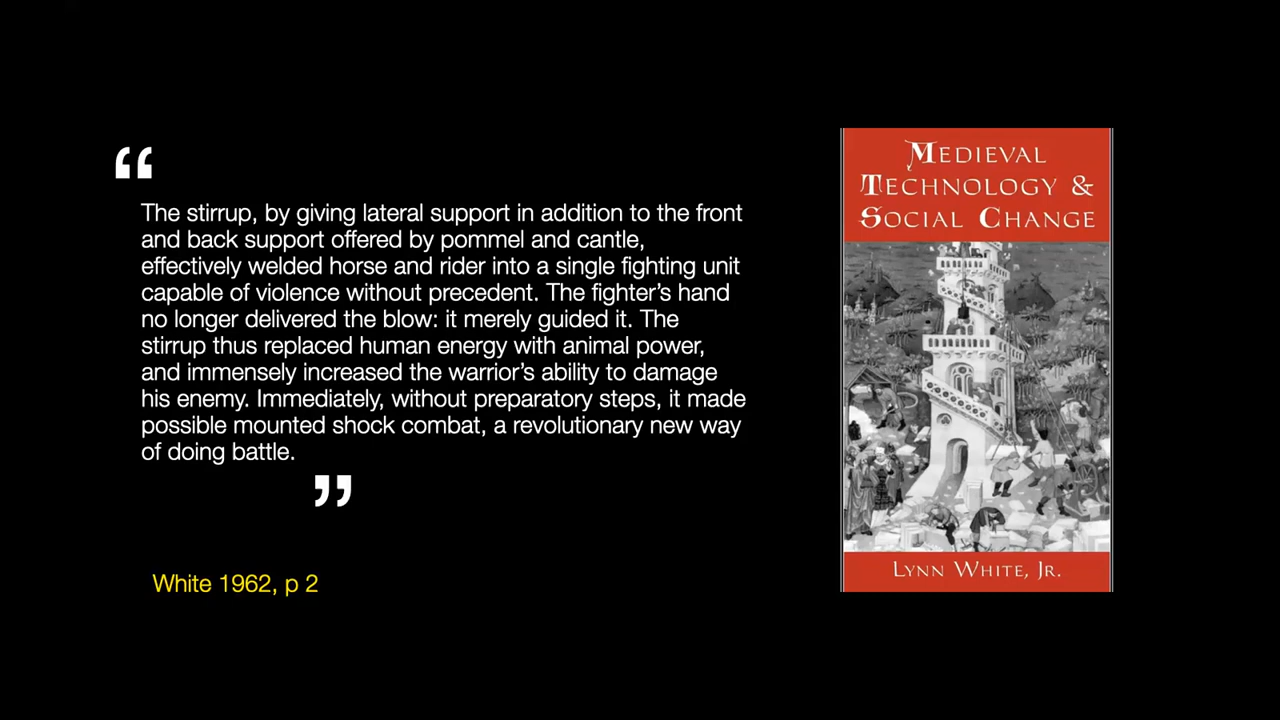 “
The stirrup, by giving lateral support in addition to the front
and back support offered by pommel and cantle,
effectively welded horse and rider into a single fighting unit
capable of violence without precedent. The fighter’s hand
no longer delivered the blow: it merely guided it. The
stirrup thus replaced human energy with animal power,
and immensely increased the warrior’s ability to damage
his enemy. Immediately, without preparatory steps, it made
possible mounted shock combat, a revolutionary new way
of doing battle.
”
White 1962, p 2
MEDIEVAL
TECHNOLOGY &
SOCIAL CHANGE
LYNN WHITE, JR.